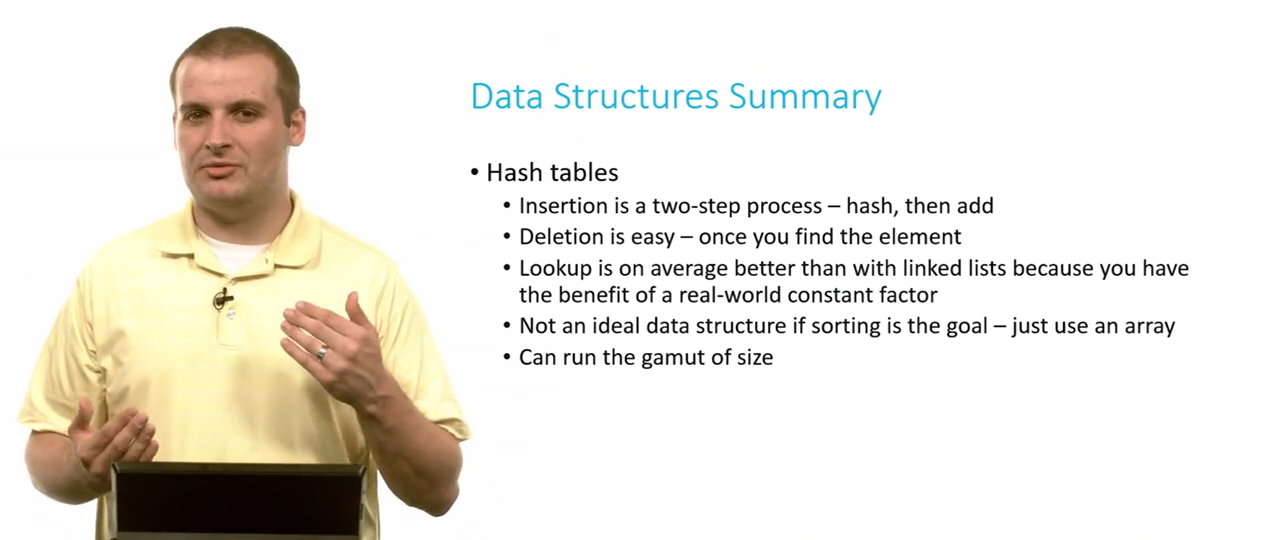 Data Structures Summary
• Hash tables
• Insertion is a two-step process – hash, then add
• Deletion is easy – once you find the element
• Lookup is on average better than with linked lists because you have
the benefit of a real-world constant factor
• Not an ideal data structure if sorting is the goal – just use an array
• Can run the gamut of size